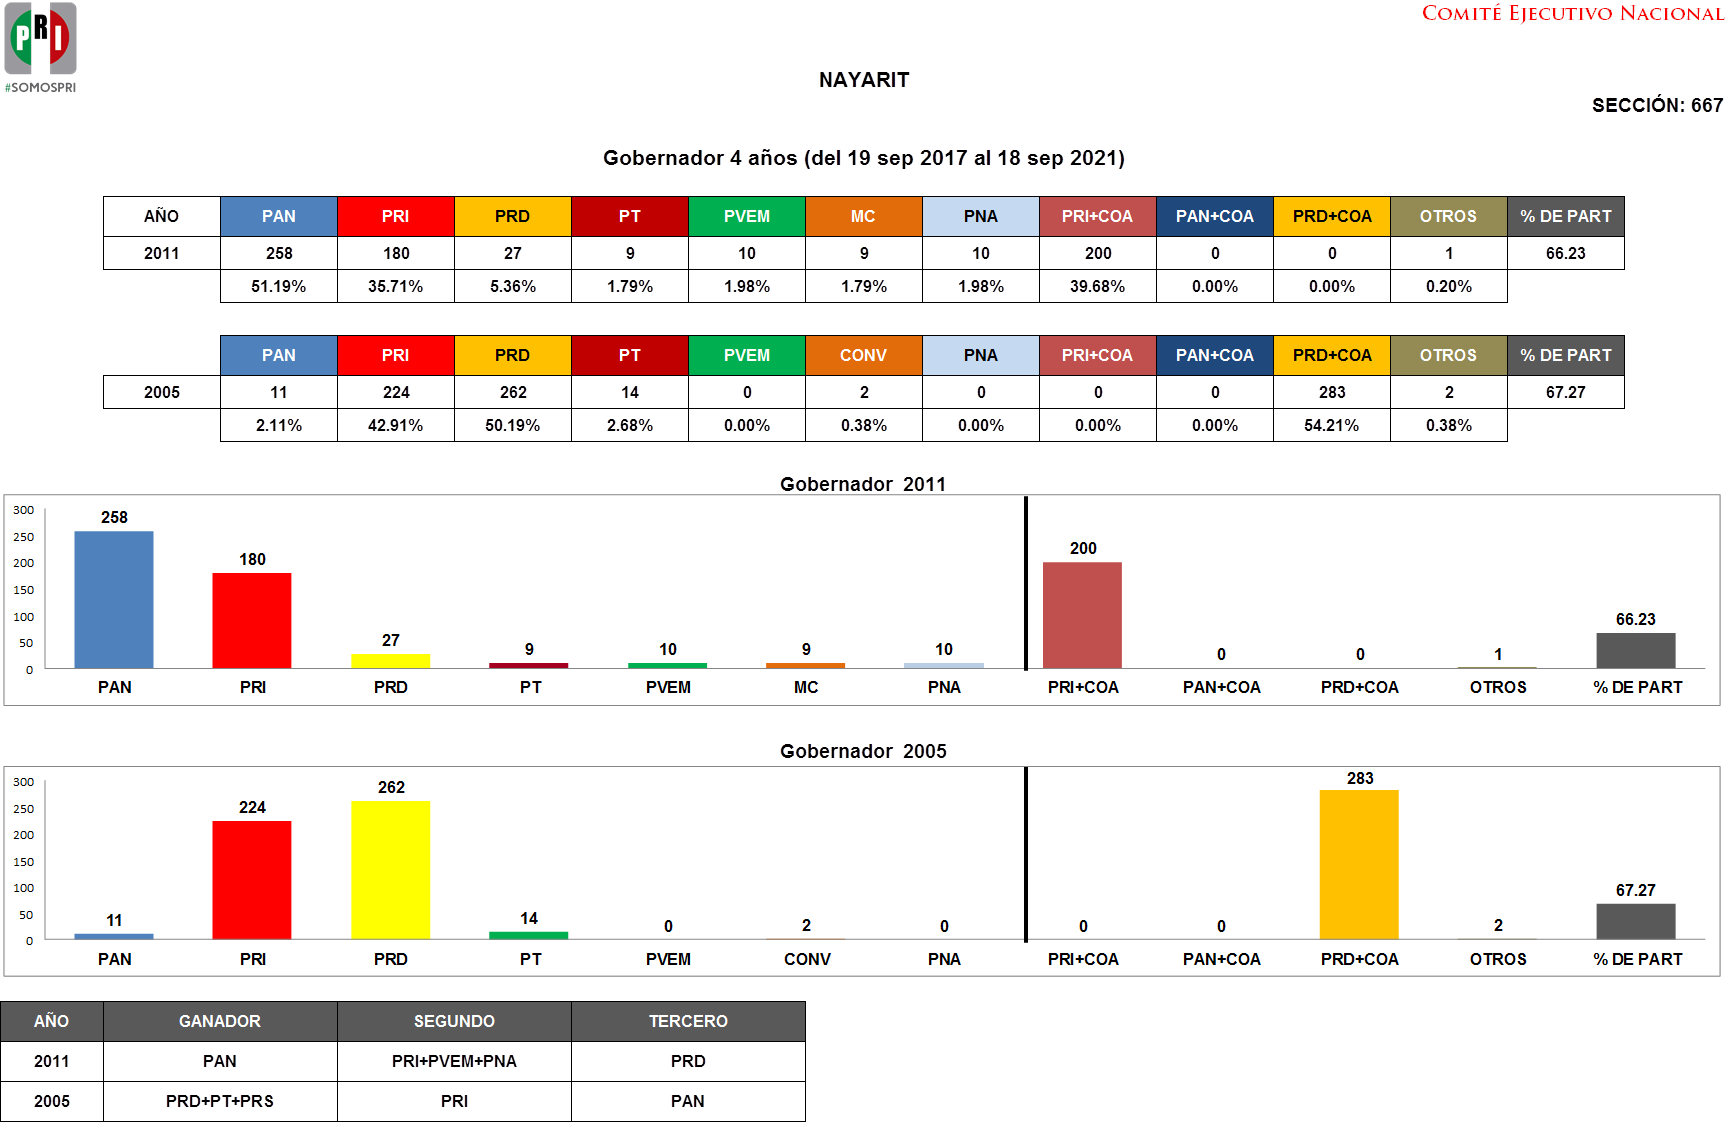 PRI
#SOMOSPRI
COMITÉ EJECUTIVO NACIONAL
NAYARIT
SECCIÓN: 667
Gobernador 4 años (del 19 sep 2017 al 18 sep 2021)
AÑO PAN PRI PRD PT PVEM MC PNA PRI+COA PAN+COA PRD+COA OTROS % DE PART
2011 258 180 27 9 10 9 10 200 0 0 1 66.23
51.19% 35.71% 5.36% 1.79% 1.98% 1.79% 1.98% 39.68% 0.00% 0.00% 0.20%
PAN PRI PRD PT PVEM CONV PNA PRI+COA PAN+COA PRD+COA OTROS % DE PART
2005 11 224 262 14 0 2 0 0 0 283 2 67.27
2.11% 42.91% 50.19% 2.68% 0.00% 0.38% 0.00% 0.00% 0.00% 54.21% 0.38%
Gobernador 2011
300
250
200
150
100
50
0
258 180 27 9 10 9 10 200 0 0 1 66.23
PAN PRI PRD PT PVEM MC PNA PRI+COA PAN+COA PRD+COA OTROS % DE PART
Gobernador 2005
300
250
200
150
100
50
0
11 224 262 14 0 2 0 0 0 283 2 67.27
PAN PRI PRD PT PVEM CONV PNA PRI+COA PAN+COA PRD+COA OTROS % DE PART
AÑO GANADOR SEGUNDO TERCERO
2011 PAN PRI+PVEM+PNA PRD
2005 PRD+PT+PRS PRI PAN